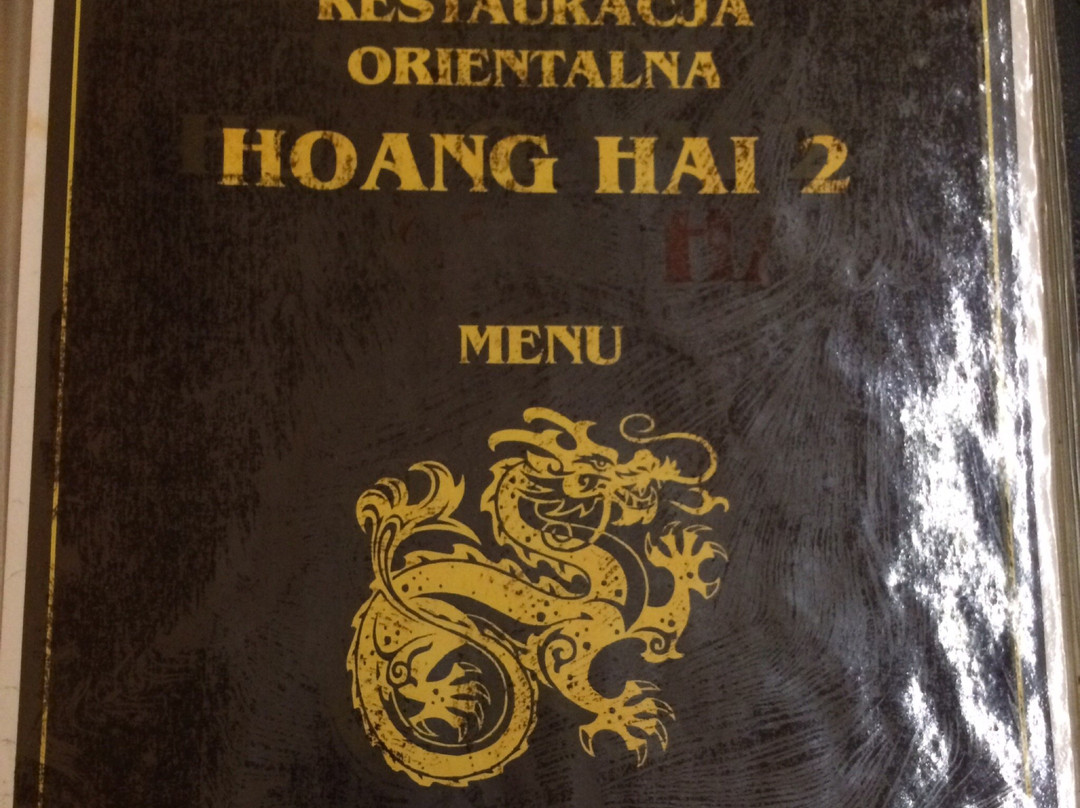 RESTAURACJA
ORIENTALNA
HOANG HAI 2
MENU